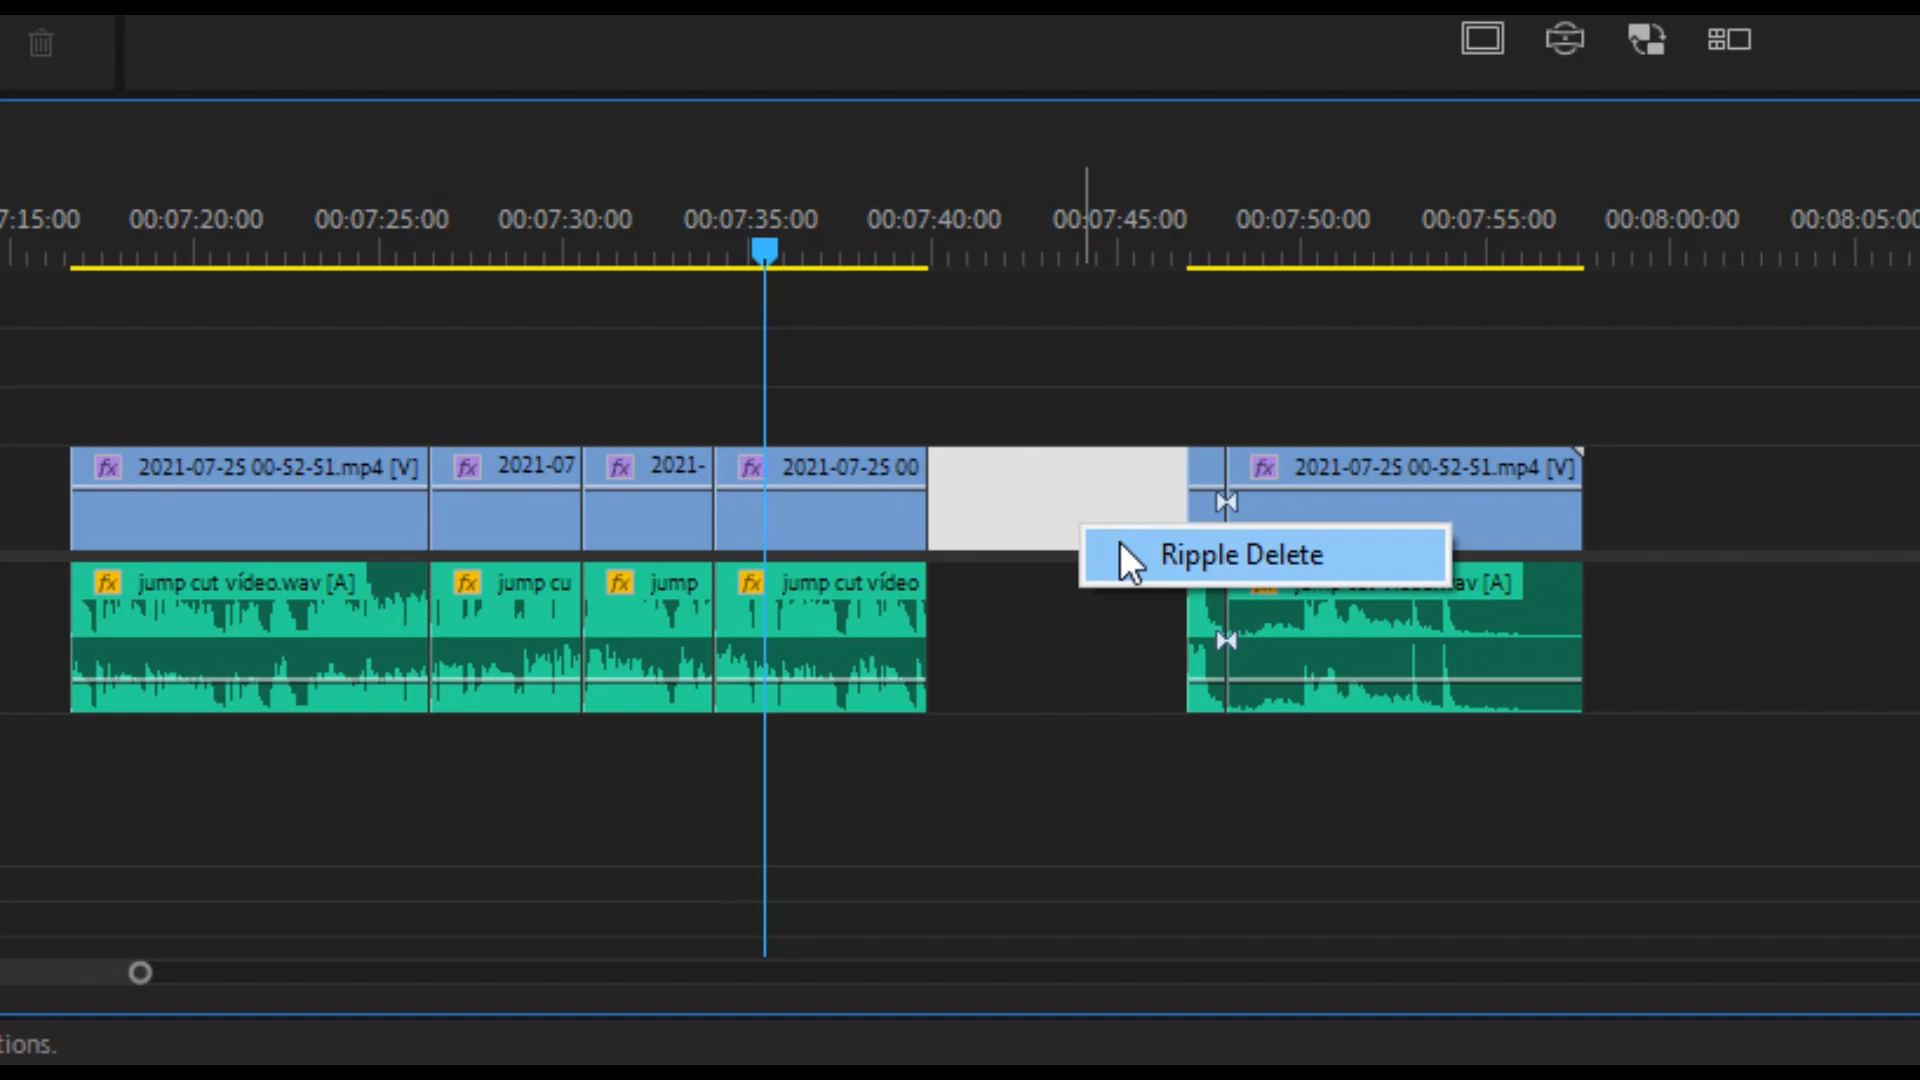 7:15:00 00:07:20:00 00:07:25:00 00:07:30:00 00:07:35:00 00:07:40:00 00:07:45:00 00:07:50:00 00:07:55:00 00:08:00:00 00:08:05:00
fx 2021-07-25 00-52-51.mp4 [V] fx 2021-07 fx 2021- fx 2021-07-25 00 fx 2021-07-25 00-52-51.mp4 [V]
Ripple Delete
fx jump cut vídeo.wav [A] fx jump cu fx jump fx jump cut vídeo av [A]
tions.